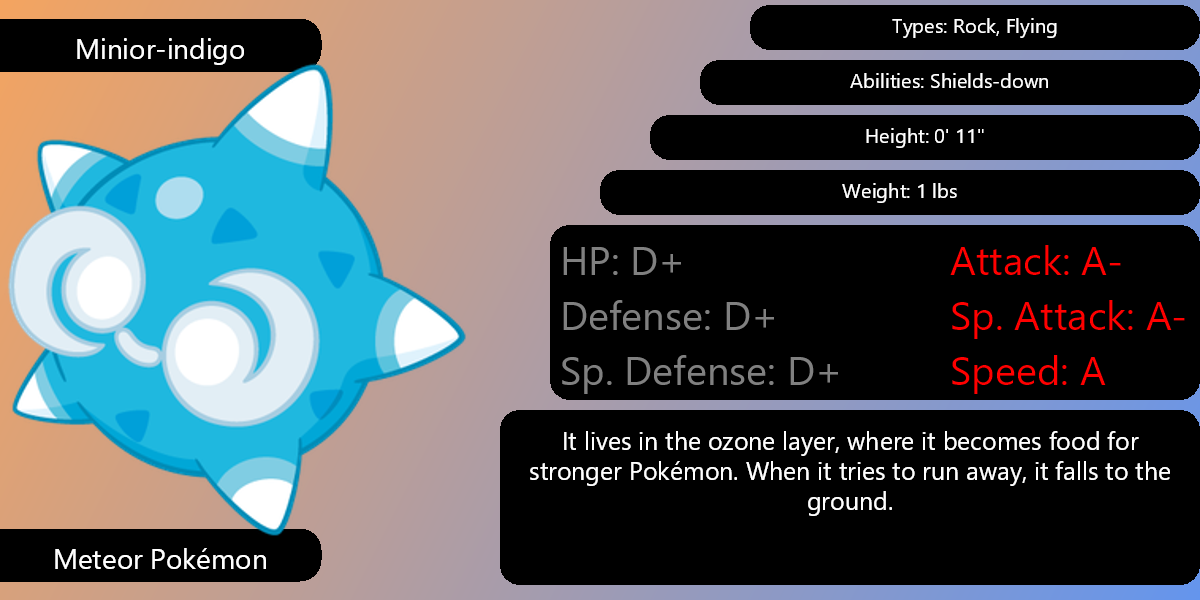 Minior-indigo
Types: Rock, Flying
Abilities: Shields-down
Height: 0' 11"
Weight: 1 lbs
HP: D+
Attack: A-
Defense: D+
Sp. Attack: A-
Sp. Defense: D+
Speed: A
It lives in the ozone layer, where it becomes food for
stronger Pokémon. When it tries to run away, it falls to the
ground.
Meteor Pokémon